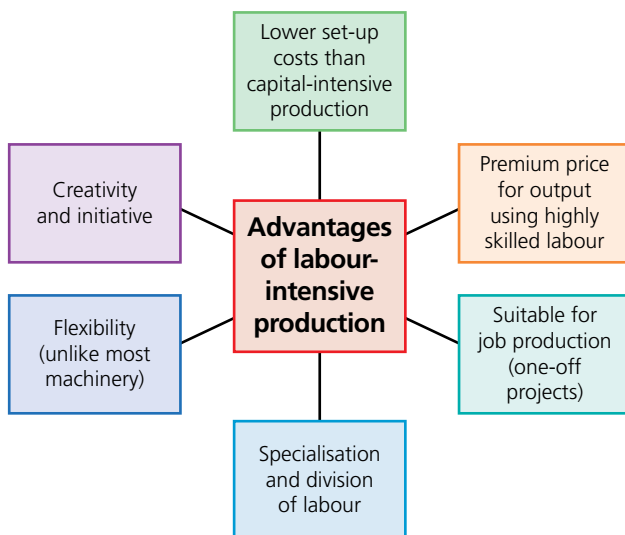 Lower set-up
costs than
capital-intensive
production
Creativity
and initiative
Premium price
for output
using highly
skilled labour
Advantages
of labour-
intensive
production
Flexibility
(unlike most
machinery)
Suitable for
job production
(one-off
projects)
Specialisation
and division
of labour